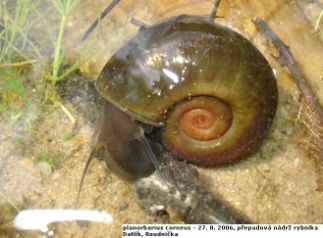 planorbarius corneus - 27. 8. 2006, přepadová nádrž rybníka
Datlík, Roudnička